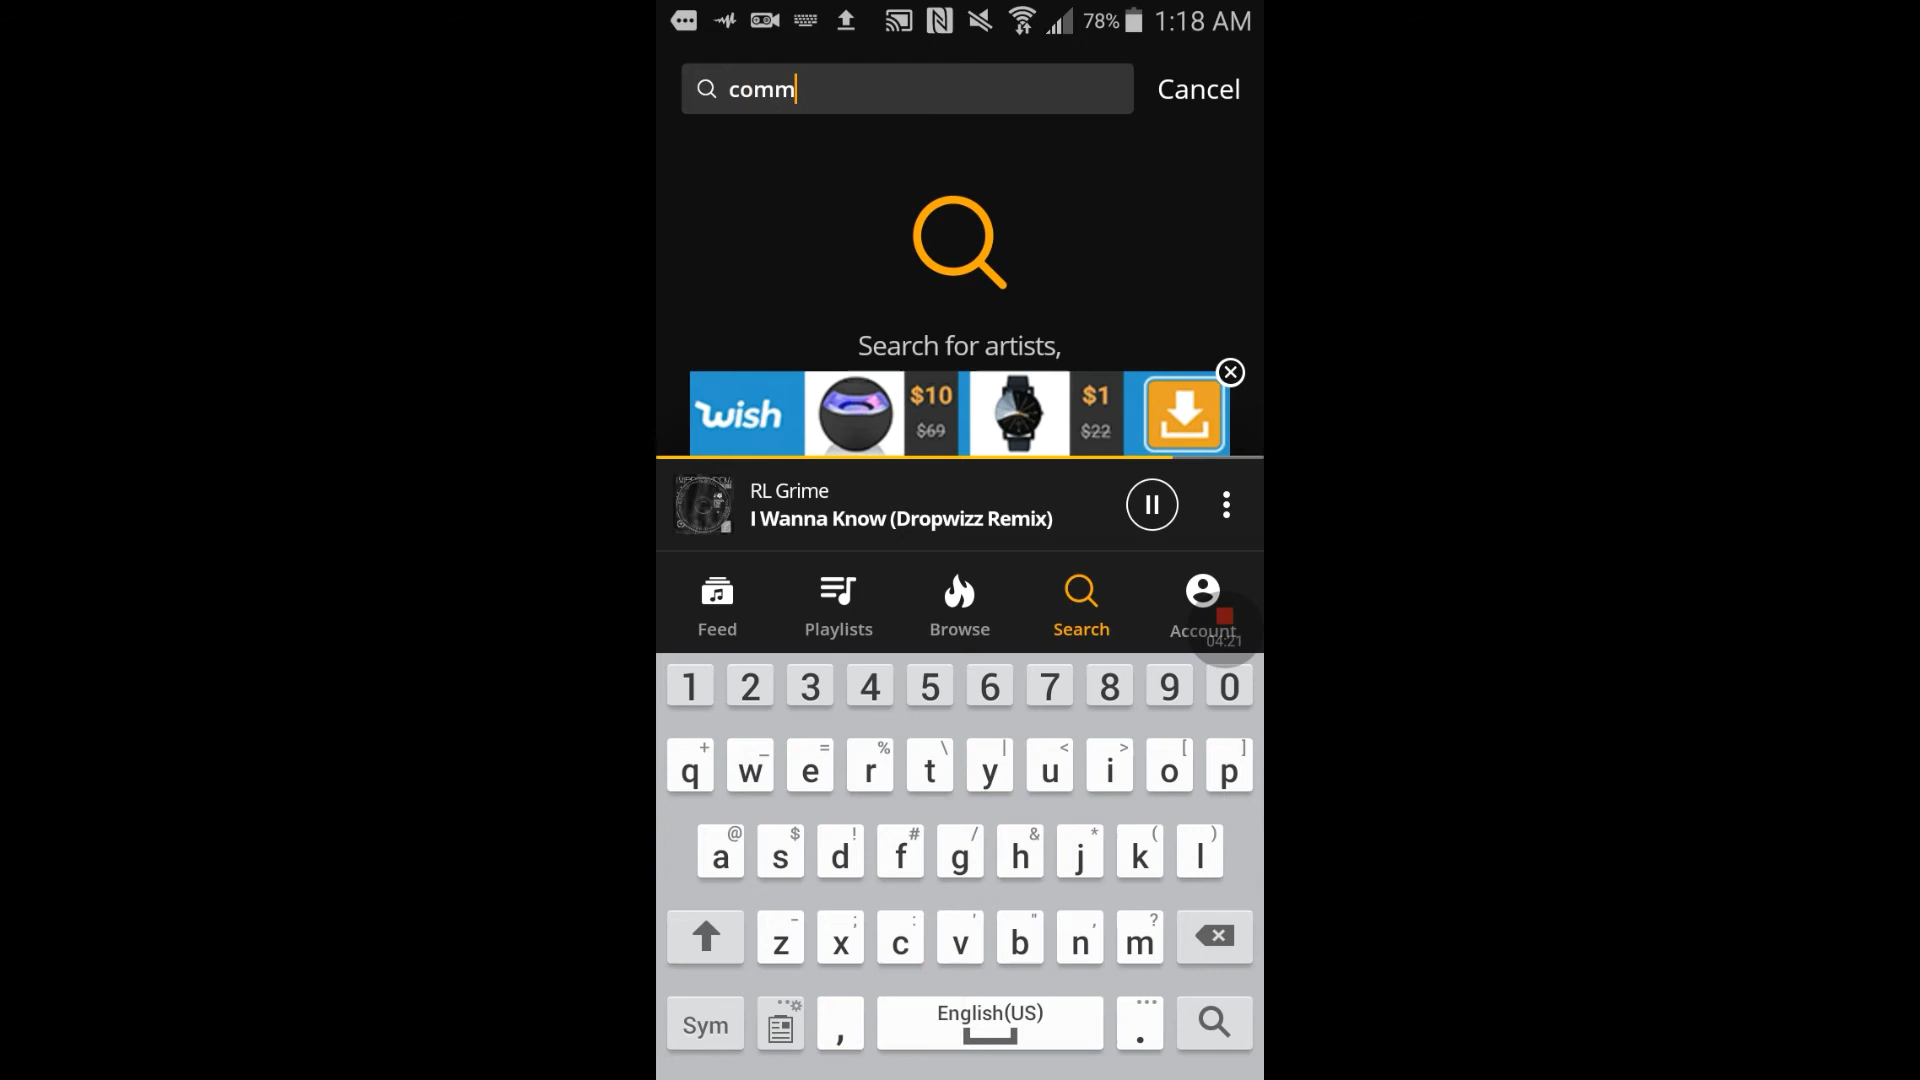 78% 1:18 AM
comm Cancel
Search for artists,
wish $10 $69 $1 $22
RL Grime
I Wanna Know (Dropwizz Remix)
Feed Playlists Browse Search Account
04:21
1 2 3 4 5 6 7 8 9 0
+ _ = % \ | < > [ ]
q w e r t y u i o p
@ $ ! # / & * ( )
a s d f g h j k l
- ; : ' " , ?
z x c v b n m
Sym , English(US) .